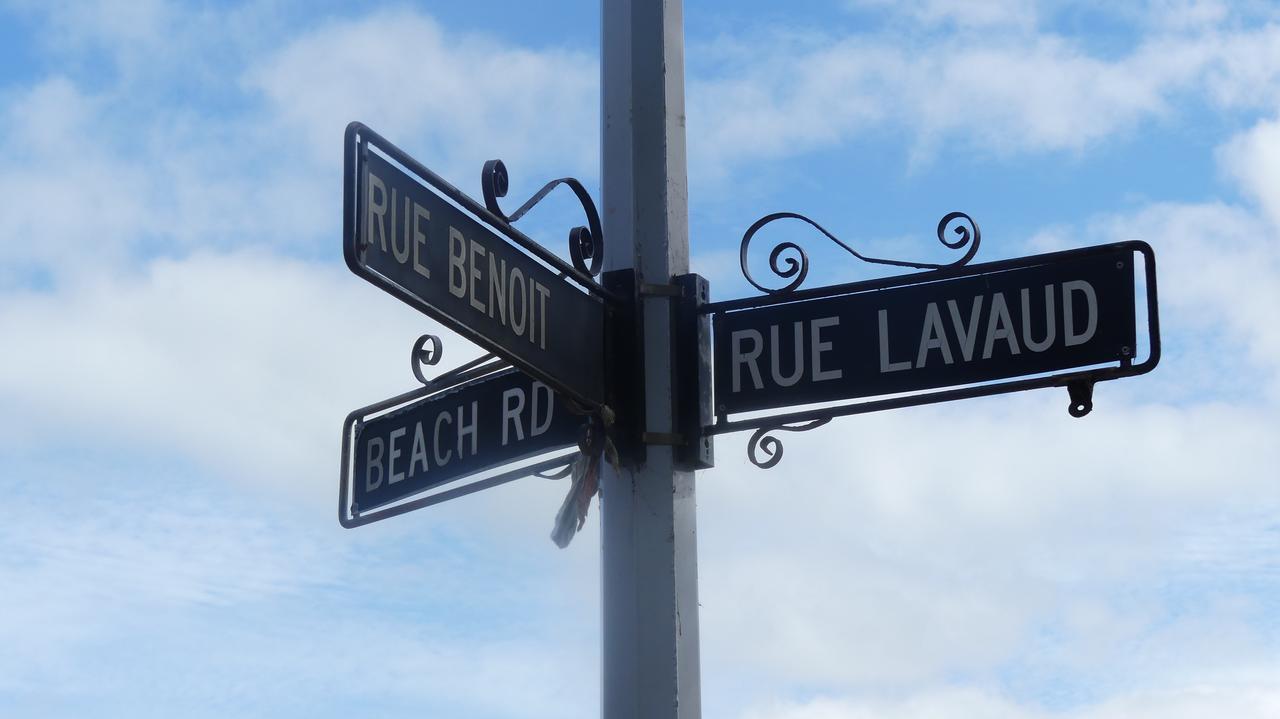 RUE BENOIT
BEACH RD
RUE LAVAUD